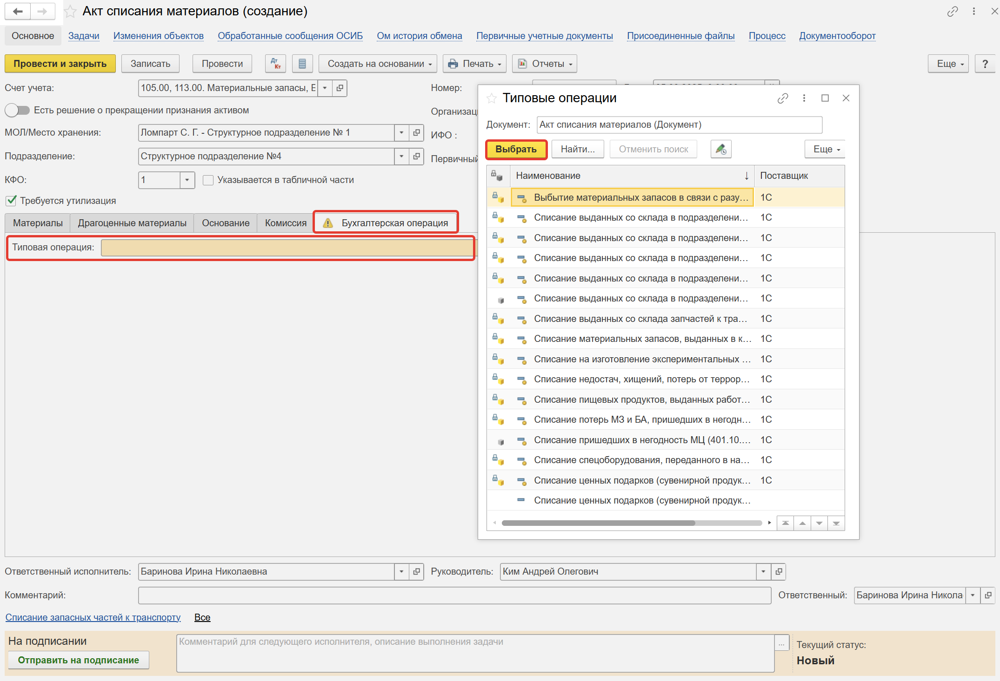 Акт списания материалов (создание)
Основное Задачи Изменения объектов Обработанные сообщения ОСИБ Ом история обмена Первичные учетные документы Присоединенные файлы Процесс Документооборот
Провести и закрыть Записать Провести Дт Кт Создать на основании Печать Отчеты Еще ?
Счет учета: 105.00, 113.00. Материальные запасы, Номер:
Есть решение о прекращении признания активом Организац
МОЛ/Место хранения: Ломпарт С. Г. - Структурное подразделение № 1 ИФО :
Подразделение: Структурное подразделение №4 Первичный
КФО: 1 Указывается в табличной части
Требуется утилизация
Материалы Драгоценные материалы Основание Комиссия Бухгалтерская операция
Типовая операция:
Типовые операции
Документ: Акт списания материалов (Документ)
Выбрать Найти... Отменить поиск Еще
Наименование ↓ Поставщик
Выбытие материальных запасов в связи с разу... 1С
Списание выданных со склада в подразделени... 1С
Списание выданных со склада в подразделени... 1С
Списание выданных со склада в подразделени... 1С
Списание выданных со склада в подразделени... 1С
Списание выданных со склада в подразделени... 1С
Списание выданных со склада запчастей к тра... 1С
Списание материальных запасов, выданных в к... 1С
Списание на изготовление экспериментальных ... 1С
Списание недостач, хищений, потерь от террор... 1С
Списание пищевых продуктов, выданных работ... 1С
Списание потерь МЗ и БА, пришедших в негодн... 1С
Списание пришедших в негодность МЦ (401.10.... 1С
Списание спецоборудования, переданного в на... 1С
Списание ценных подарков (сувенирной продук... 1С
Списание ценных подарков (сувенирной продук...
Ответственный исполнитель: Баринова Ирина Николаевна Руководитель: Ким Андрей Олегович
Комментарий: Ответственный: Баринова Ирина Никола
Списание запасных частей к транспорту Все
На подписании Комментарий для следующего исполнителя, описание выполнения задачи ... Текущий статус:
Отправить на подписание Новый